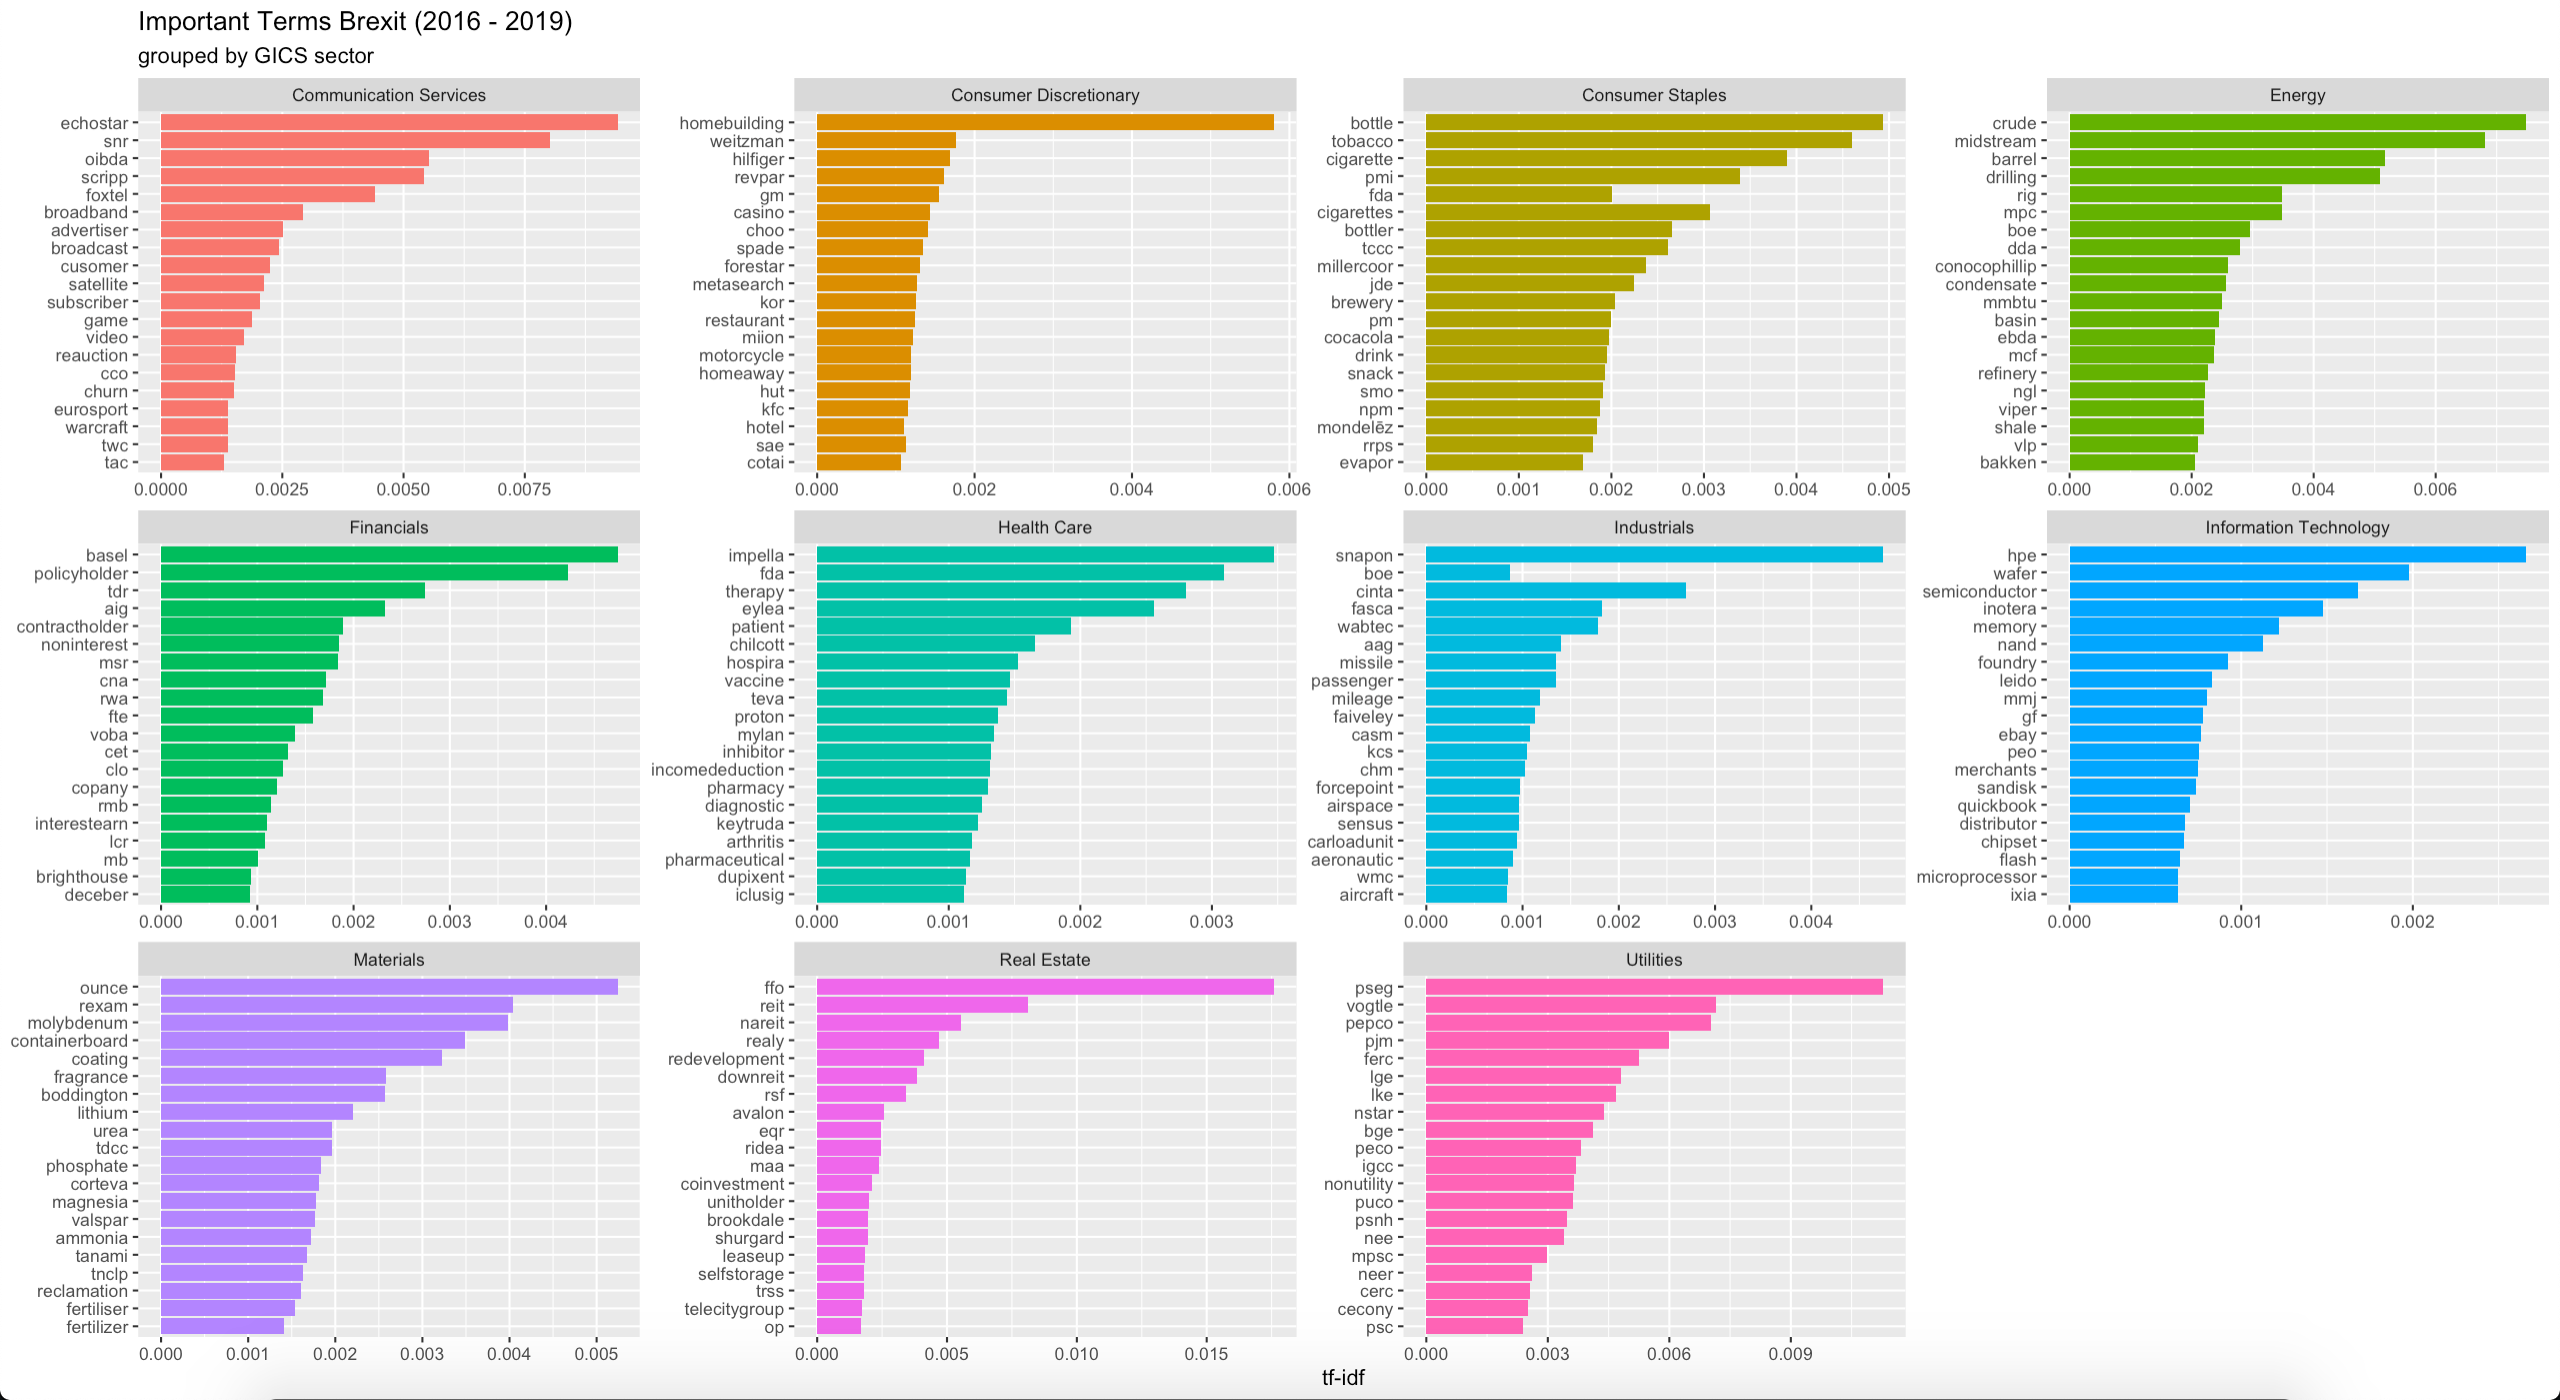 Important Terms Brexit (2016 - 2019)
grouped by GICS sector
Communication Services
echostar
snr
oibda
scripp
foxtel
broadband
advertiser
broadcast
cusomer
satellite
subscriber
game
video
reauction
cco
churn
eurosport
warcraft
twc
tac
0.0000 0.0025 0.0050 0.0075
Consumer Discretionary
homebuilding
weitzman
hilfiger
revpar
gm
casino
choo
spade
forestar
metasearch
kor
restaurant
miion
motorcycle
homeaway
hut
kfc
hotel
sae
cotai
0.000 0.002 0.004 0.006
Consumer Staples
bottle
tobacco
cigarette
pmi
fda
cigarettes
bottler
tccc
millercoor
jde
brewery
pm
cocacola
drink
snack
smo
npm
mondelēz
rrps
evapor
0.000 0.001 0.002 0.003 0.004 0.005
Energy
crude
midstream
barrel
drilling
rig
mpc
boe
dda
conocophillip
condensate
mmbtu
basin
ebda
mcf
refinery
ngl
viper
shale
vlp
bakken
0.000 0.002 0.004 0.006
Financials
basel
policyholder
tdr
aig
contractholder
noninterest
msr
cna
rwa
fte
voba
cet
clo
copany
rmb
interestearn
lcr
mb
brighthouse
deceber
0.000 0.001 0.002 0.003 0.004
Health Care
impella
fda
therapy
eylea
patient
chilcott
hospira
vaccine
teva
proton
mylan
inhibitor
incomededuction
pharmacy
diagnostic
keytruda
arthritis
pharmaceutical
dupixent
iclusig
0.000 0.001 0.002 0.003
Industrials
snapon
boe
cinta
fasca
wabtec
aag
missile
passenger
mileage
faiveley
casm
kcs
chm
forcepoint
airspace
sensus
carloadunit
aeronautic
wmc
aircraft
0.000 0.001 0.002 0.003 0.004
Information Technology
hpe
wafer
semiconductor
inotera
memory
nand
foundry
leido
mmj
gf
ebay
peo
merchants
sandisk
quickbook
distributor
chipset
flash
microprocessor
ixia
0.000 0.001 0.002
Materials
ounce
rexam
molybdenum
containerboard
coating
fragrance
boddington
lithium
urea
tdcc
phosphate
corteva
magnesia
valspar
ammonia
tanami
tnclp
reclamation
fertiliser
fertilizer
0.000 0.001 0.002 0.003 0.004 0.005
Real Estate
ffo
reit
nareit
realy
redevelopment
downreit
rsf
avalon
eqr
ridea
maa
coinvestment
unitholder
brookdale
shurgard
leaseup
selfstorage
trss
telecitygroup
op
0.000 0.005 0.010 0.015
Utilities
pseg
vogtle
pepco
pjm
ferc
lge
lke
nstar
bge
peco
igcc
nonutility
puco
psnh
nee
mpsc
neer
cerc
cecony
psc
0.000 0.003 0.006 0.009
tf-idf